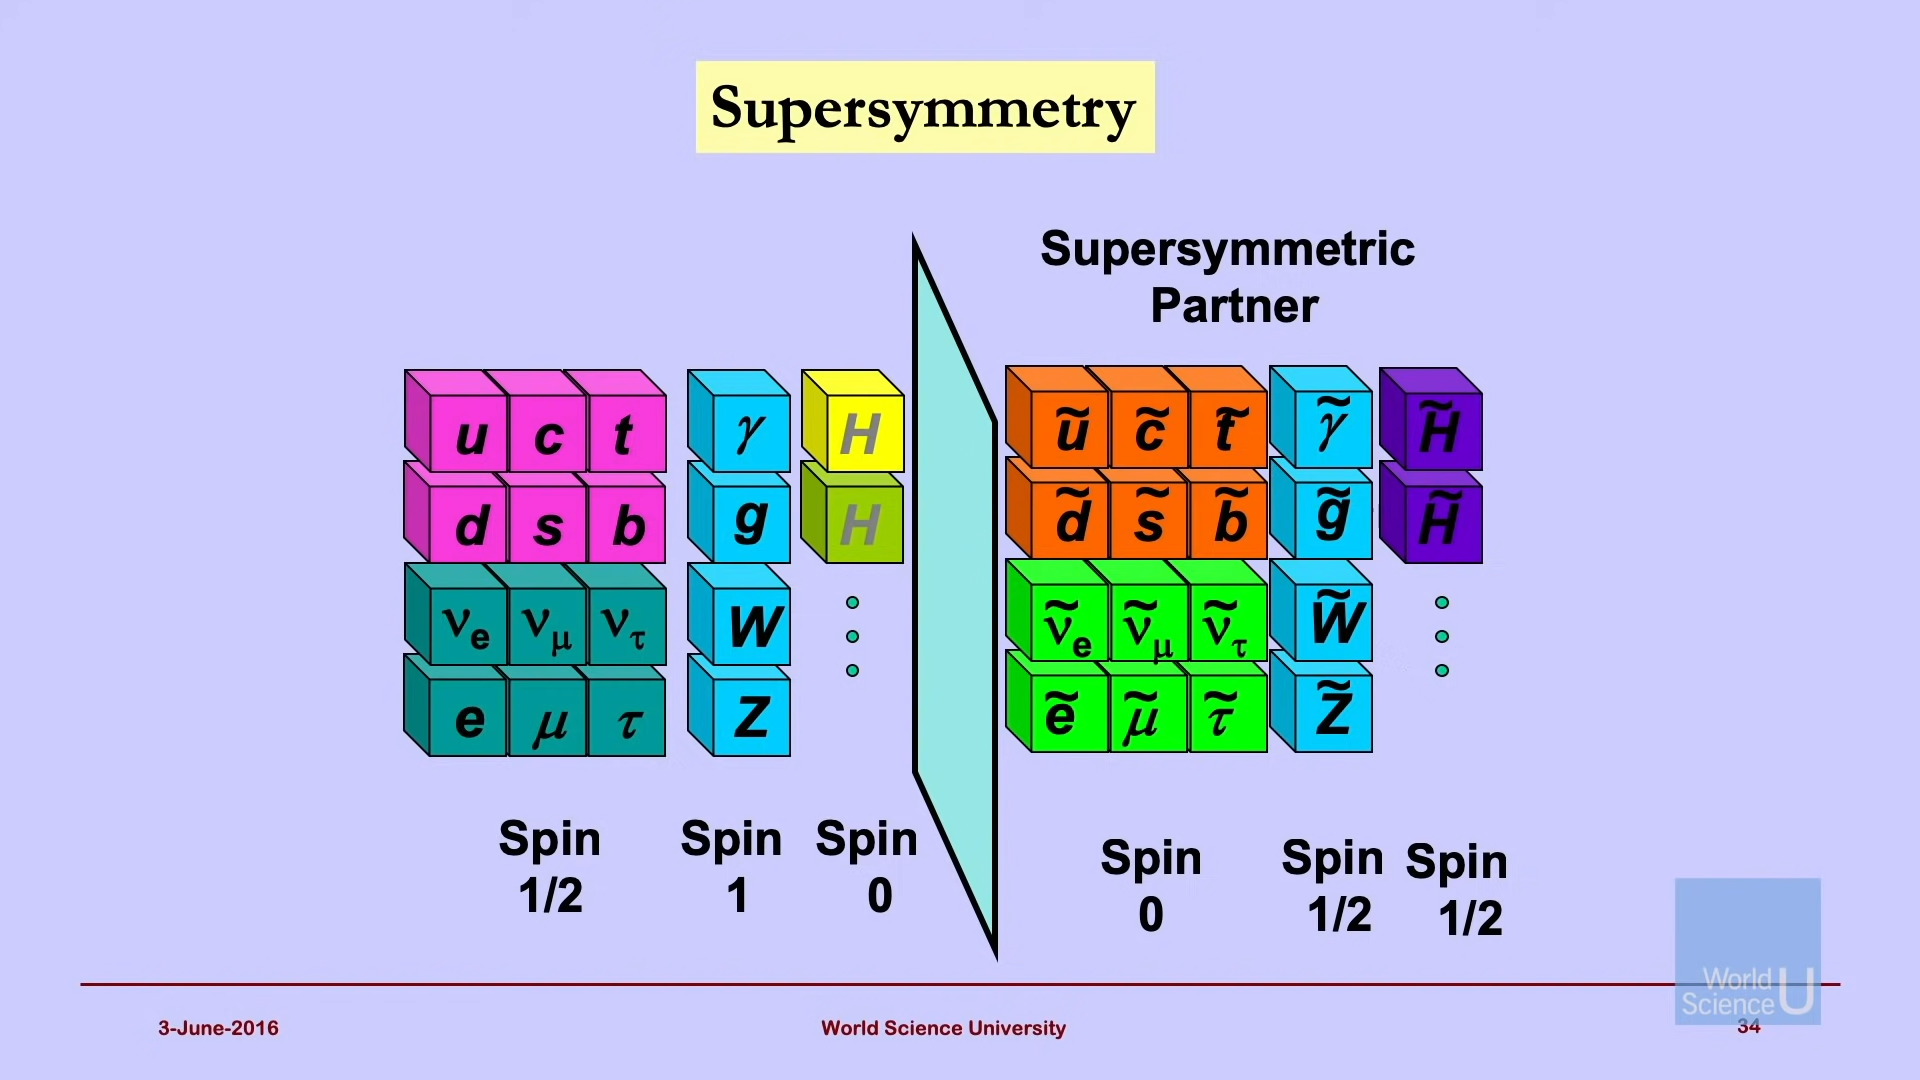 Supersymmetry
Supersymmetric
Partner
u c t γ H
d s b g H
νe νμ ντ W
e μ τ Z
ũ c̃ t̃ γ̃ H̃
d̃ s̃ b̃ g̃ H̃
ν̃e ν̃μ ν̃τ W̃
ẽ μ̃ τ̃ Z̃
Spin Spin Spin
1/2 1 0
Spin Spin Spin
0 1/2 1/2
World
Science U
3-June-2016 World Science University 34